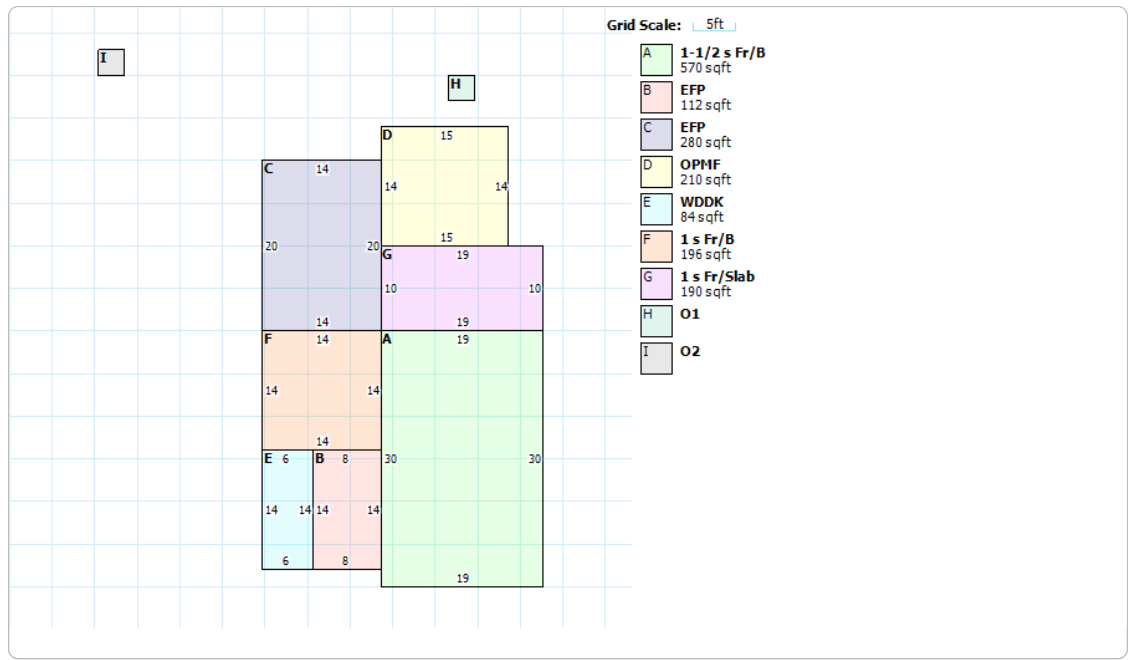 Grid Scale: 5ft
I
H
D 15
14 14
15
C 14
20 20
14
G 19
10 10
19
F 14
14 14
14
A 19
30 30
19
E 6
14 14
6
B 8
14 14
8
A 1-1/2 s Fr/B
570 sqft
B EFP
112 sqft
C EFP
280 sqft
D OPMF
210 sqft
E WDDK
84 sqft
F 1 s Fr/B
196 sqft
G 1 s Fr/Slab
190 sqft
H O1
I O2